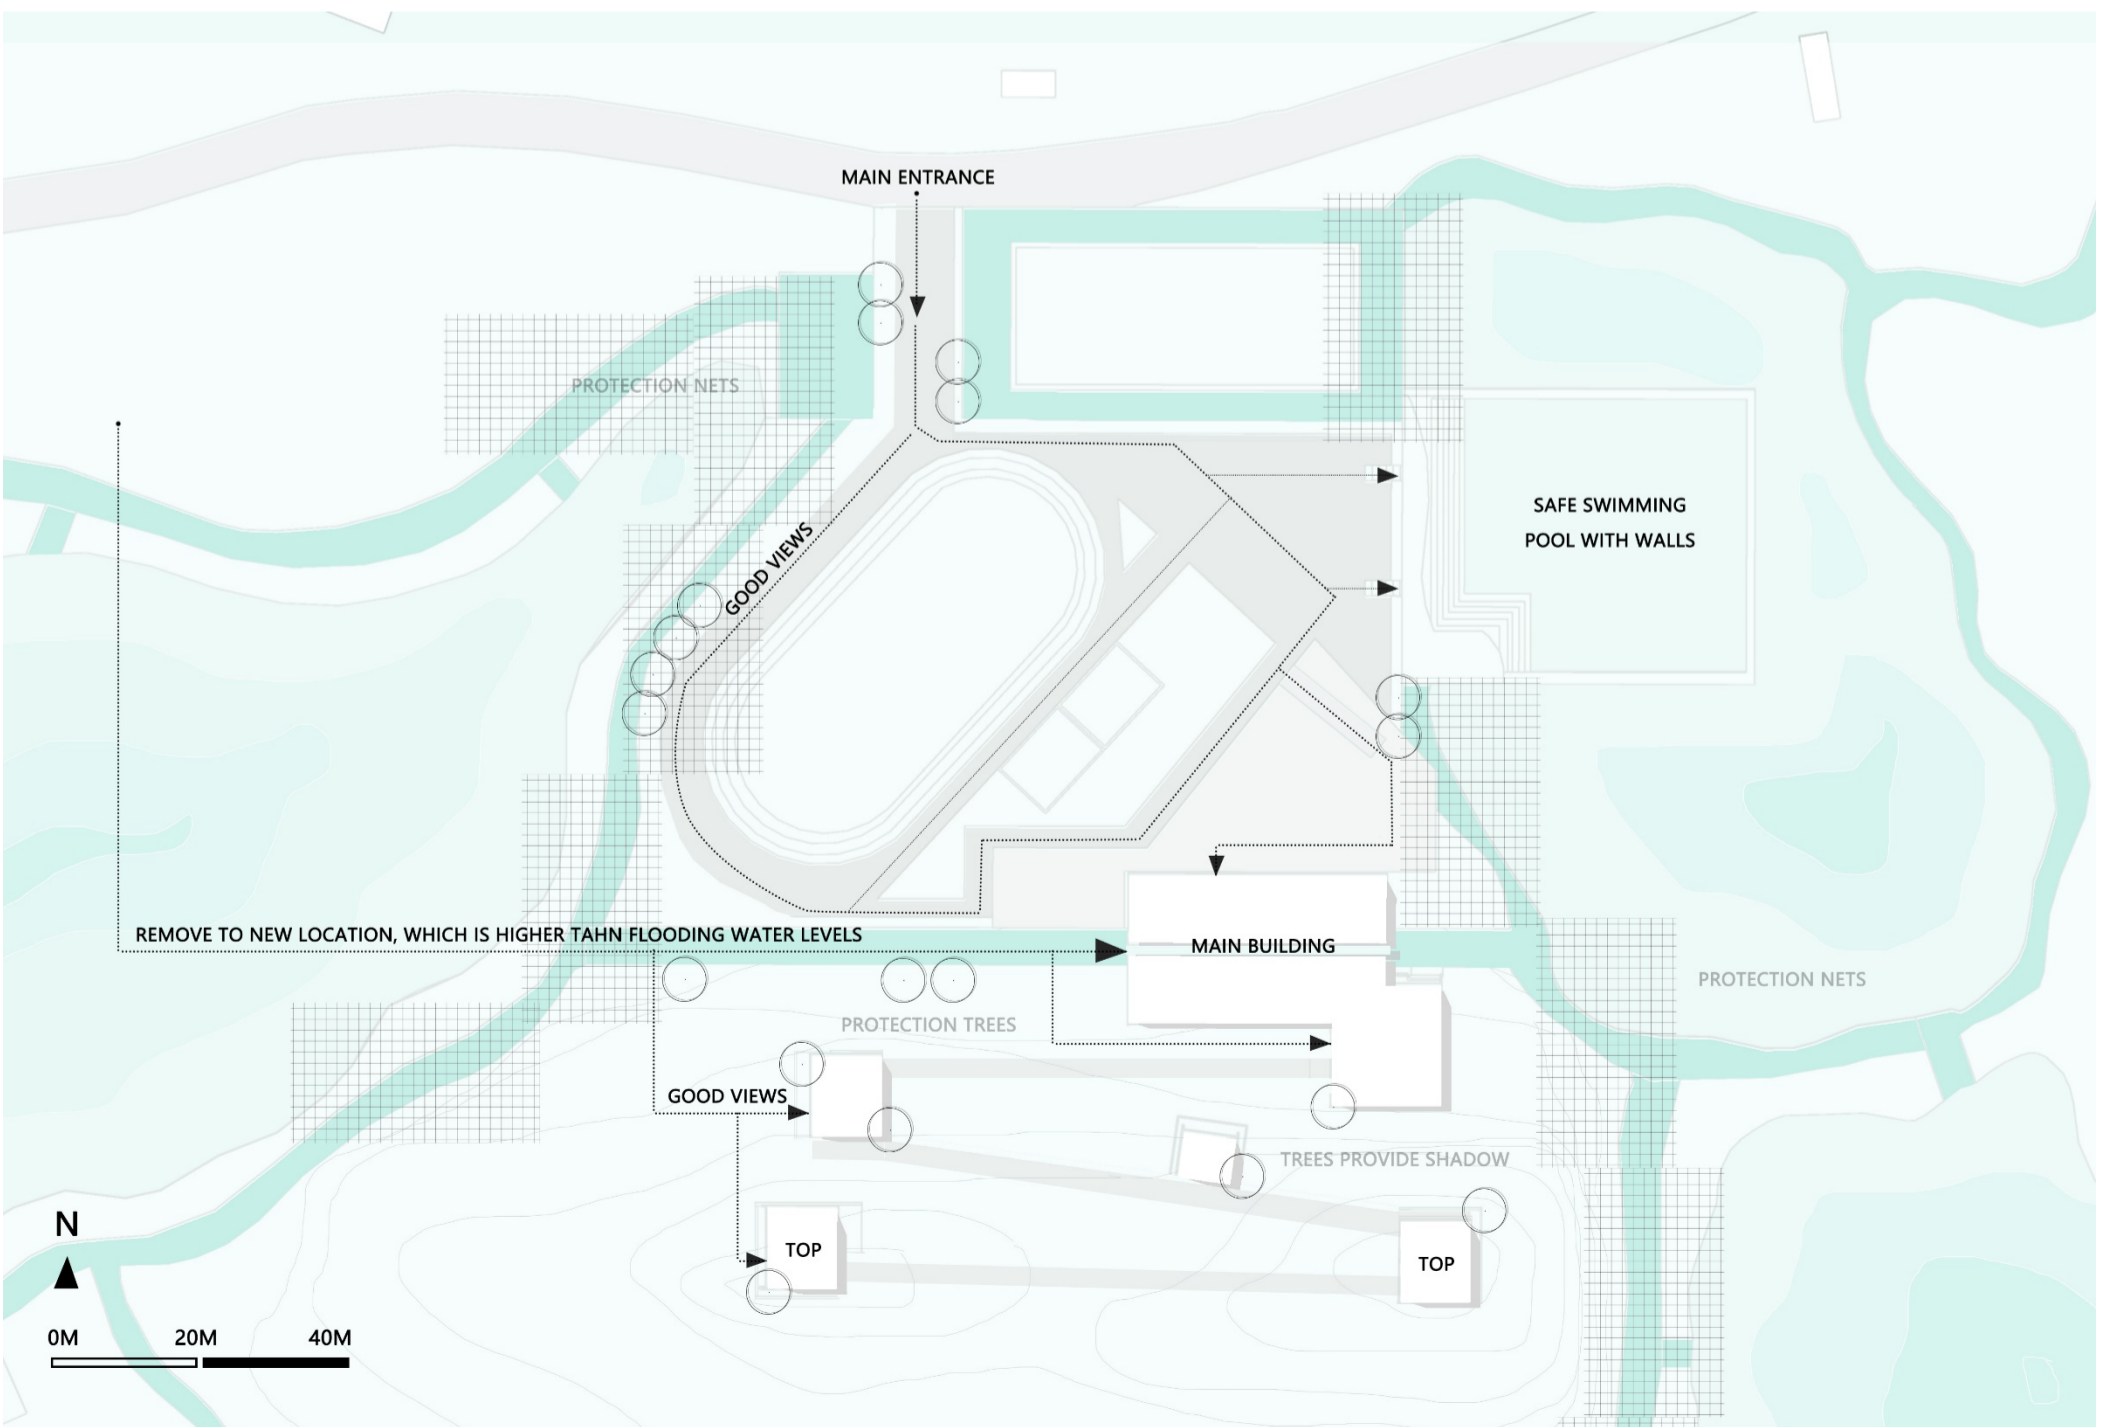 MAIN ENTRANCE
PROTECTION NETS
SAFE SWIMMING
POOL WITH WALLS
GOOD VIEWS
REMOVE TO NEW LOCATION, WHICH IS HIGHER TAHN FLOODING WATER LEVELS
MAIN BUILDING
PROTECTION NETS
PROTECTION TREES
GOOD VIEWS
TREES PROVIDE SHADOW
N
TOP
TOP
0M 20M 40M